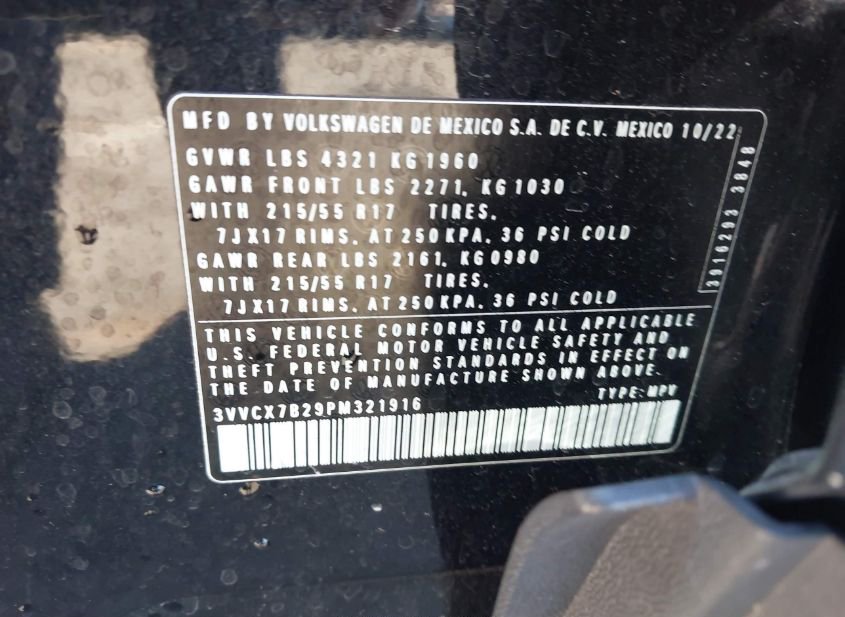 MFD BY VOLKSWAGEN DE MEXICO S.A. DE C.V. MEXICO 10/22
GVWR LBS 4321 KG 1960
GAWR FRONT LBS 2271, KG 1030
WITH 215/55 R17 TIRES,
7JX17 RIMS, AT 250 KPA, 36 PSI COLD
GAWR REAR LBS 2161, KG 0980
WITH 215/55 R17 TIRES,
7JX17 RIMS, AT 250 KPA, 36 PSI COLD
3916293 3848
THIS VEHICLE CONFORMS TO ALL APPLICABLE
U.S. FEDERAL MOTOR VEHICLE SAFETY AND
THEFT PREVENTION STANDARDS IN EFFECT ON
THE DATE OF MANUFACTURE SHOWN ABOVE.
3VVCX7B29PM321916 TYPE:MPV